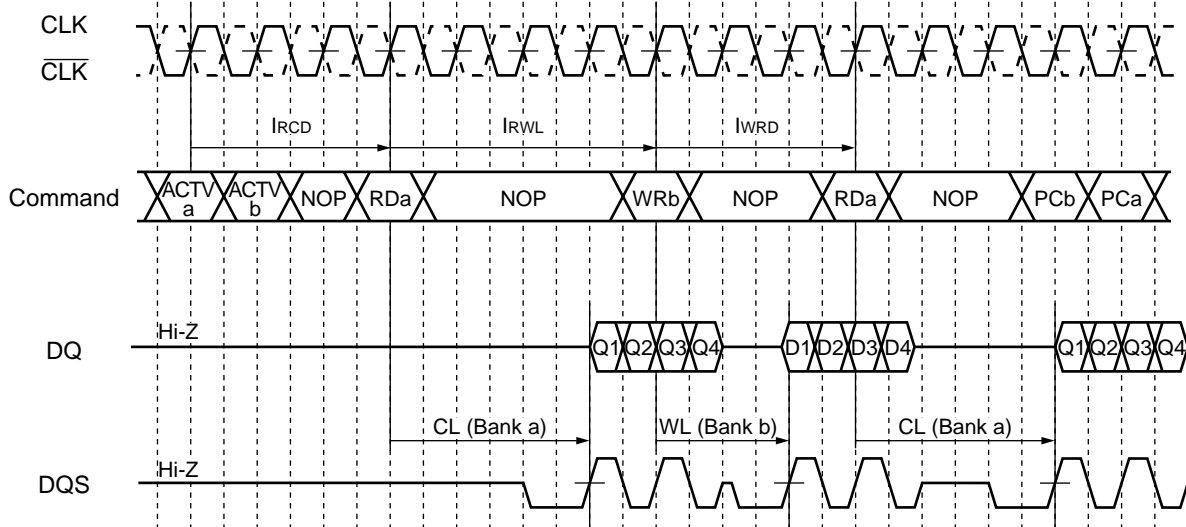 CLK
CLK
IRCD IRWL IWRD
Command ACTV a ACTV b NOP RDa NOP WRb NOP RDa NOP PCb PCa
Hi-Z
DQ Q1 Q2 Q3 Q4 D1 D2 D3 D4 Q1 Q2 Q3 Q4
CL (Bank a) WL (Bank b) CL (Bank a)
Hi-Z
DQS